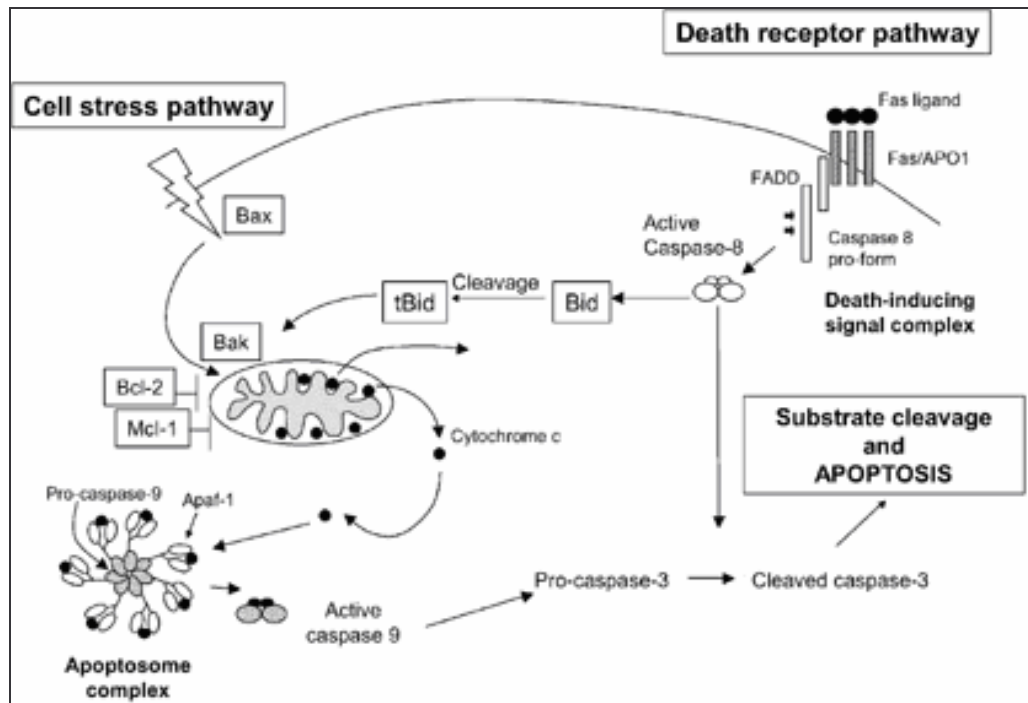 Death receptor pathway
Cell stress pathway
Fas ligand
Fas/APO1
FADD
Bax
Active
Caspase-8
Caspase 8
pro-form
Cleavage
tBid
Bid
Death-inducing
signal complex
Bak
Bcl-2
Mcl-1
Cytochrome c
Substrate cleavage
and
APOPTOSIS
Pro-caspase-9
Apaf-1
Pro-caspase-3
Cleaved caspase-3
Active
caspase 9
Apoptosome
complex